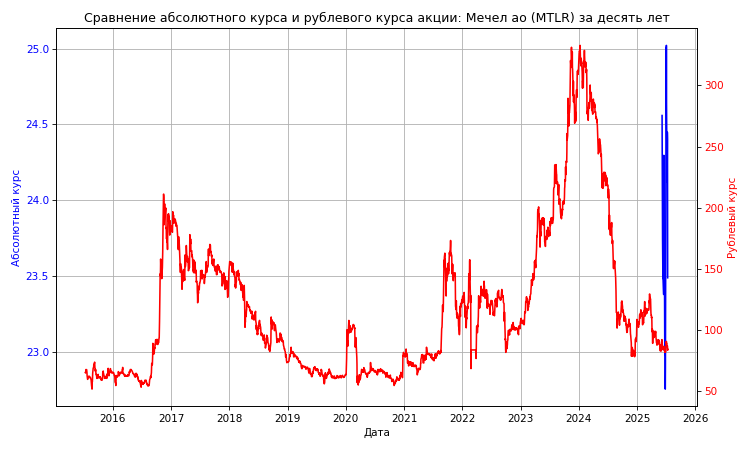 Сравнение абсолютного курса и рублевого курса акции: Мечел ао (MTLR) за десять лет
25.0
24.5
24.0
23.5
23.0
Абсолютный курс
300
250
200
150
100
50
Рублевый курс
2016 2017 2018 2019 2020 2021 2022 2023 2024 2025 2026
Дата